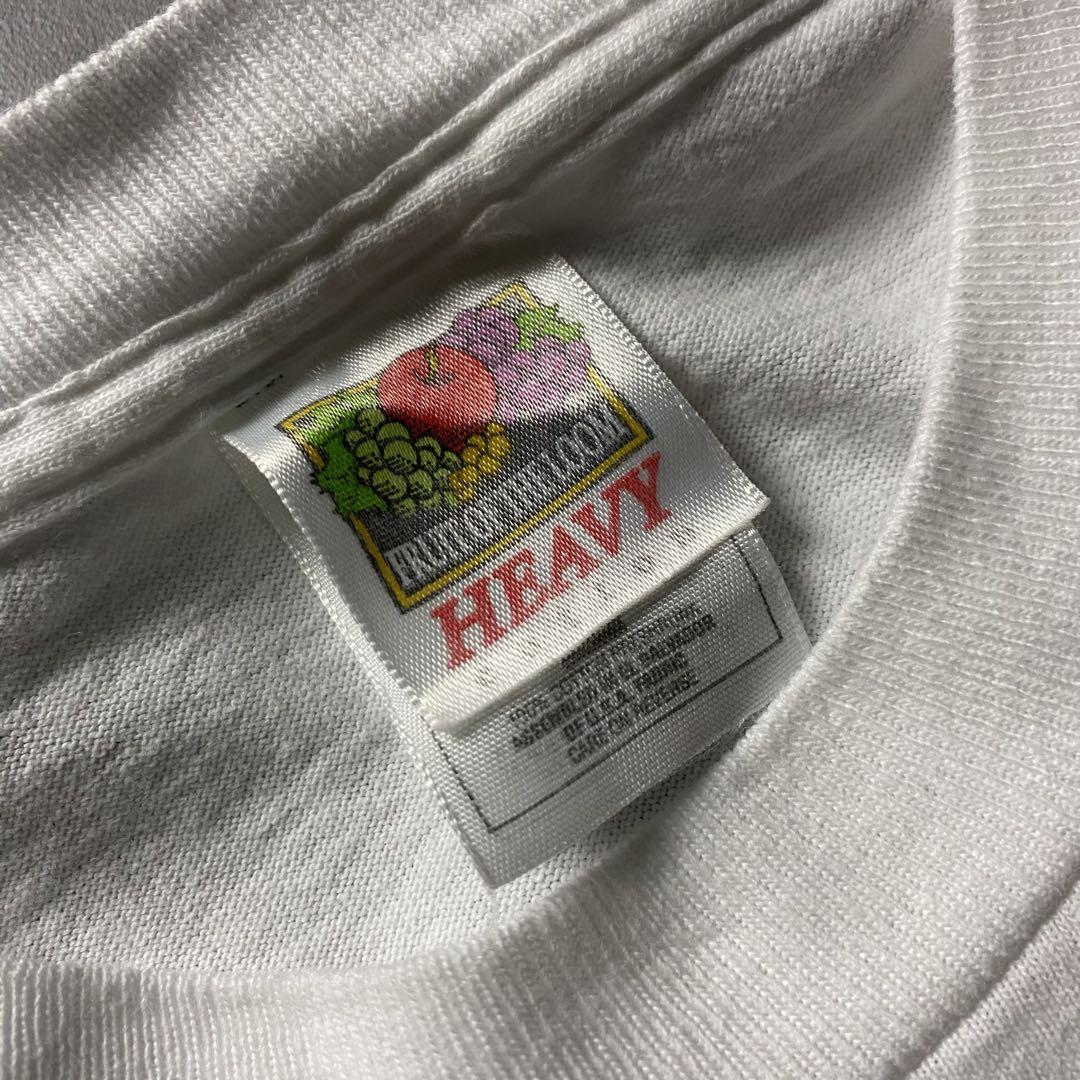 FRUIT OF THE LOOM
HEAVY
100% COTTON
ASSEMBLED IN EL SALVADOR
OF U.S.A. FABRIC
CARE ON REVERSE